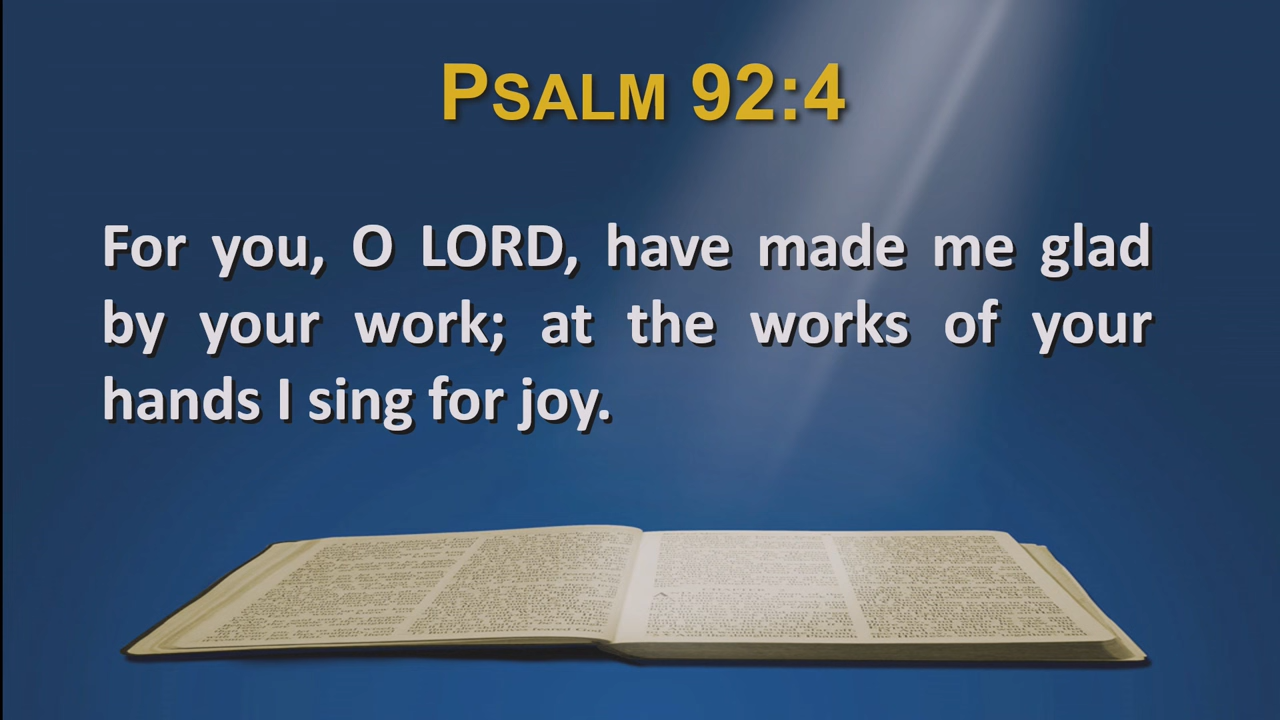 PSALM 92:4
For you, O LORD, have made me glad
by your work; at the works of your
hands I sing for joy.